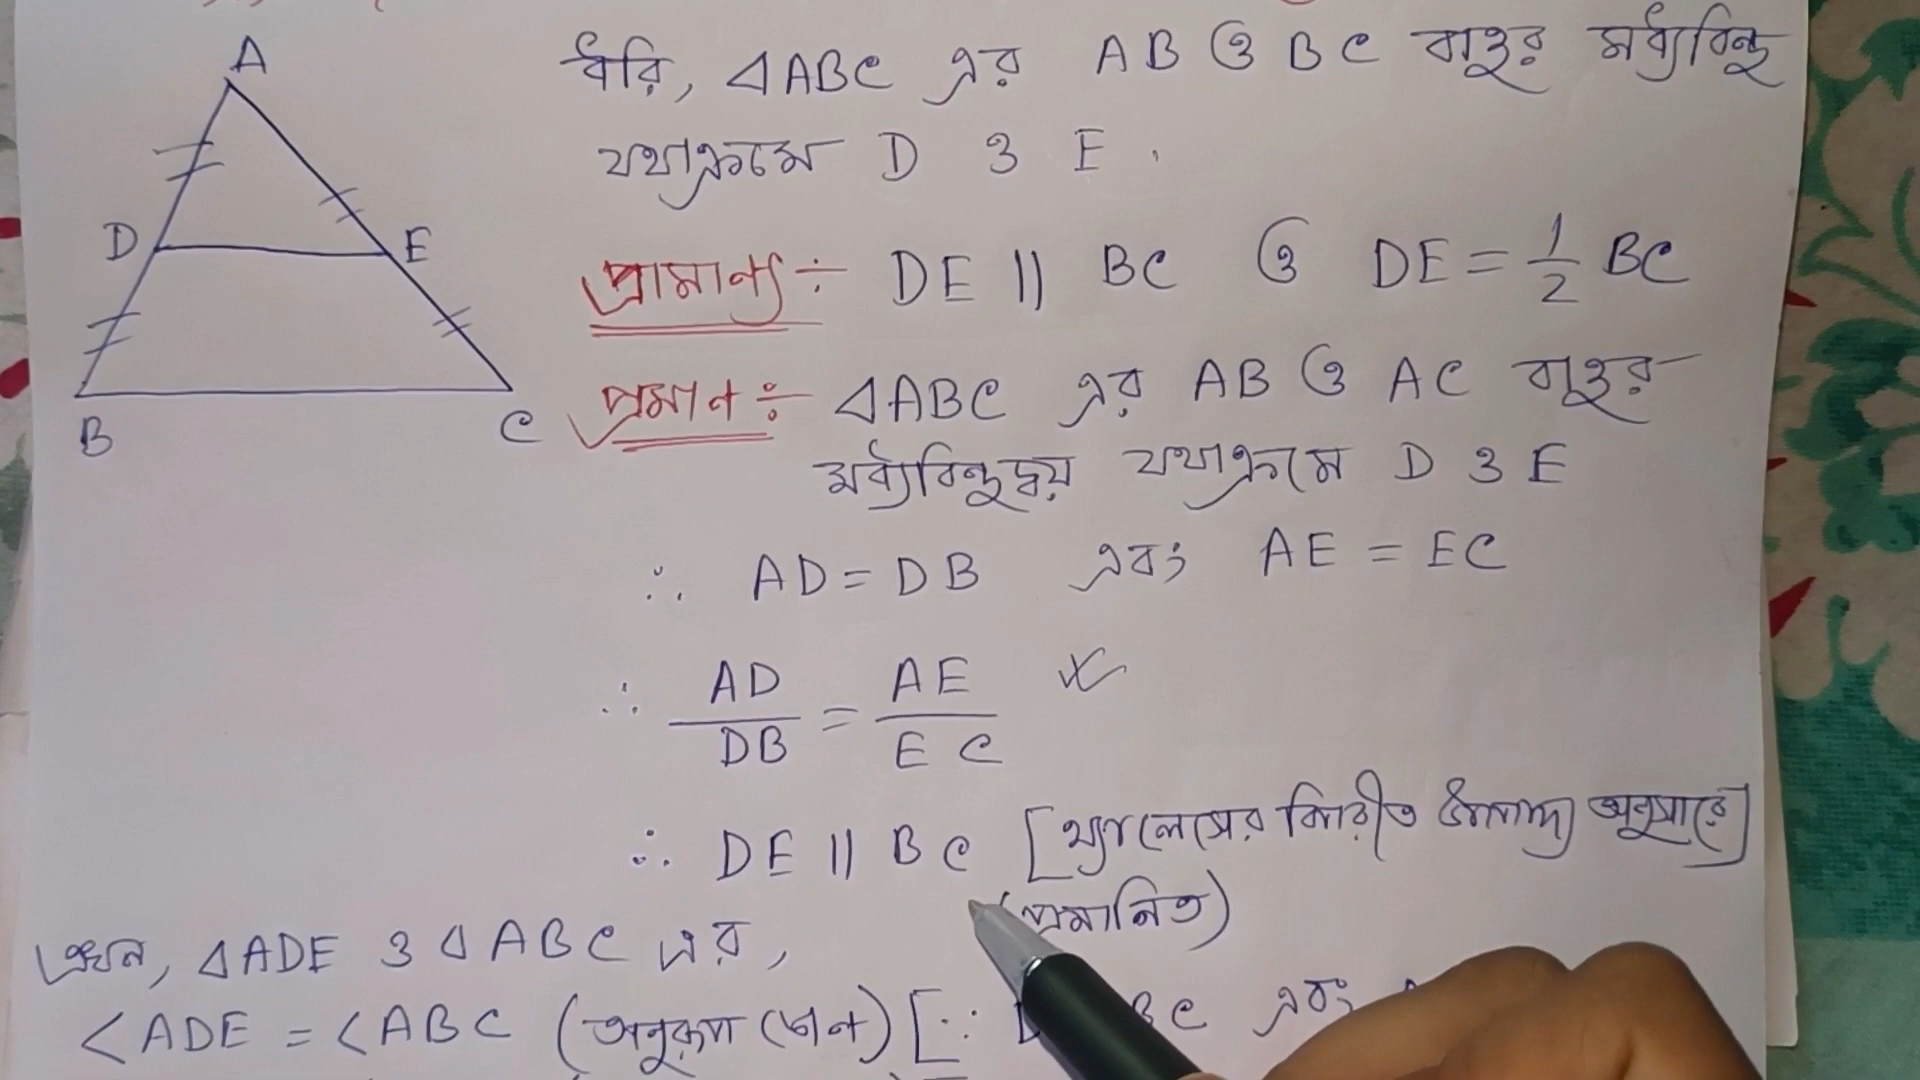 A
D
E
B
C
ধরি, ⊿ABC এর AB ও BC বাহুর মধ্যবিন্দু
যথাক্রমে D ও E.
প্রামান্য ÷ DE || BC ও DE = 1/2 BC
প্রমান ÷ ⊿ABC এর AB ও AC বাহুর
মধ্যবিন্দুদ্বয় যথাক্রমে D ও E
∴ AD = DB এবং AE = EC
∴ AD/DB = AE/EC
∴ DE || BC [থ্যালেসের বিপরীত উপপাদ্য অনুসারে]
(প্রমানিত)
এখন, ⊿ADE ও ⊿ABC এর,
<ADE = <ABC (অনুরূপ কোন) [∵ BC এবং